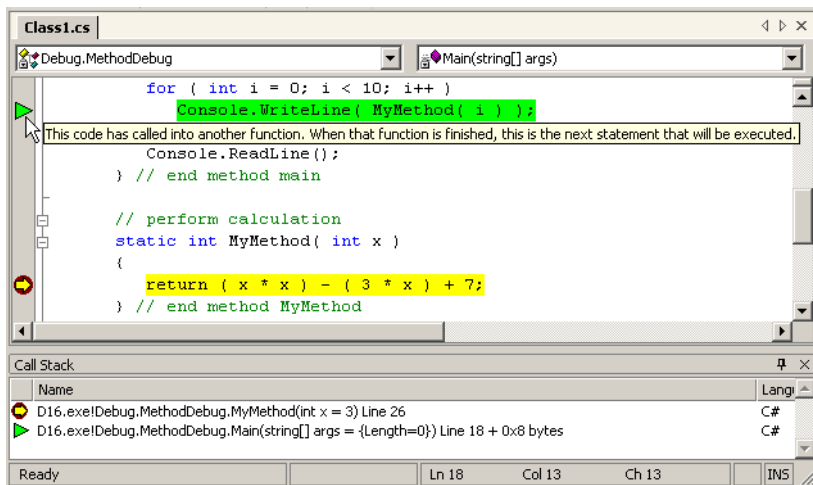 Class1.cs
Debug.MethodDebug
Main(string[] args)
for ( int i = 0; i < 10; i++ )
Console.WriteLine( MyMethod( i ) );
This code has called into another function. When that function is finished, this is the next statement that will be executed.
Console.ReadLine();
} // end method main
// perform calculation
static int MyMethod( int x )
{
return ( x * x ) - ( 3 * x ) + 7;
} // end method MyMethod
Call Stack
Name Langu
D16.exe!Debug.MethodDebug.MyMethod(int x = 3) Line 26 C#
D16.exe!Debug.MethodDebug.Main(string[] args = {Length=0}) Line 18 + 0x8 bytes C#
Ready Ln 18 Col 13 Ch 13 INS